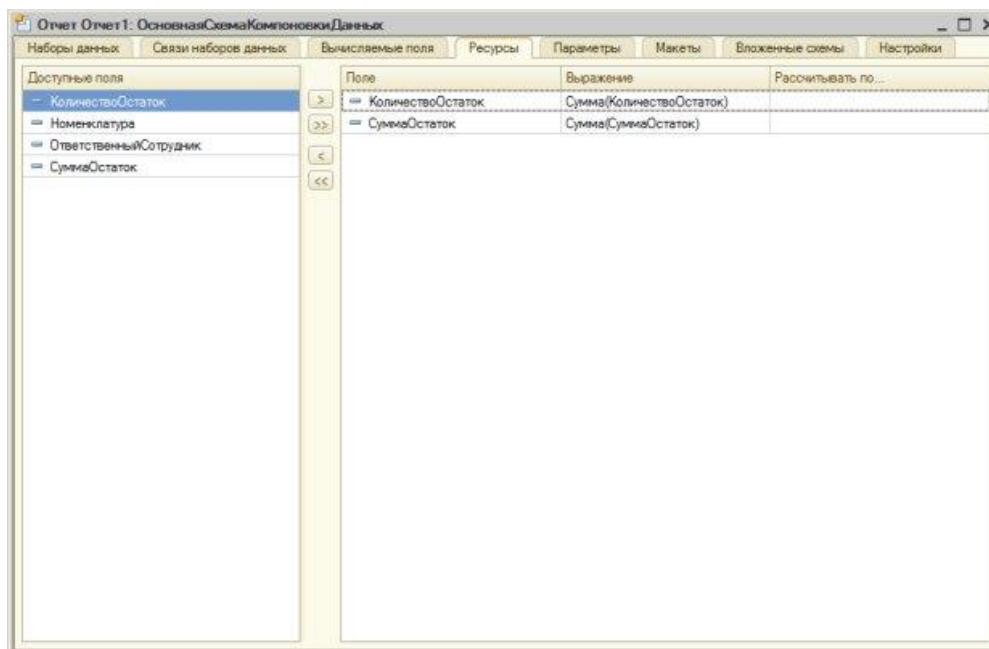 Отчет Отчет1: ОсновнаяСхемаКомпоновкиДанных
Наборы данных Связи наборов данных Вычисляемые поля Ресурсы Параметры Макеты Вложенные схемы Настройки
Доступные поля Поле Выражение Рассчитывать по...
КоличествоОстаток > КоличествоОстаток Сумма(КоличествоОстаток)
Номенклатура >> СуммаОстаток Сумма(СуммаОстаток)
ОтветственныйСотрудник <
СуммаОстаток <<